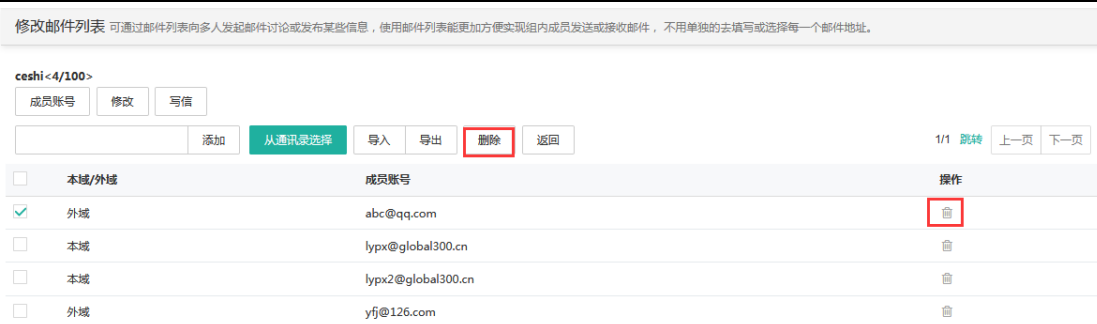 修改邮件列表 可通过邮件列表向多人发起邮件讨论或发布某些信息，使用邮件列表能更加方便实现组内成员发送或接收邮件， 不用单独的去填写或选择每一个邮件地址。
ceshi<4/100>
成员账号 修改 写信
添加 从通讯录选择 导入 导出 删除 返回 1/1 跳转 上一页 下一页
本域/外域 成员账号 操作
外域 abc@qq.com
本域 lypx@global300.cn
本域 lypx2@global300.cn
外域 yfj@126.com